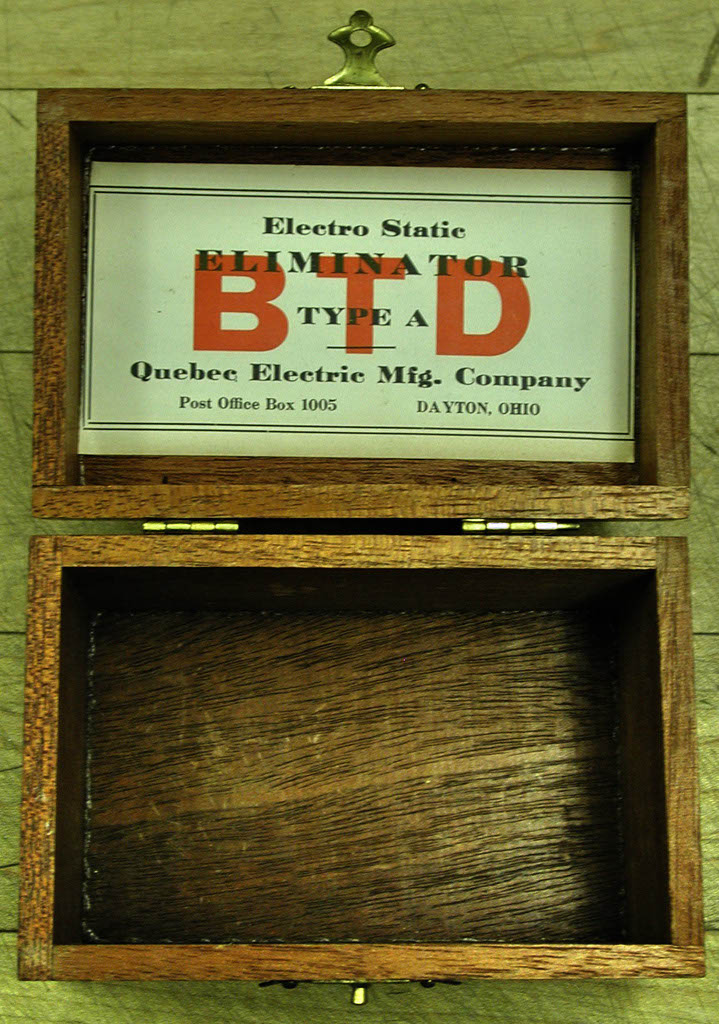 Electro Static
ELIMINATOR
BTD
TYPE A
Quebec Electric Mfg. Company
Post Office Box 1005 DAYTON, OHIO